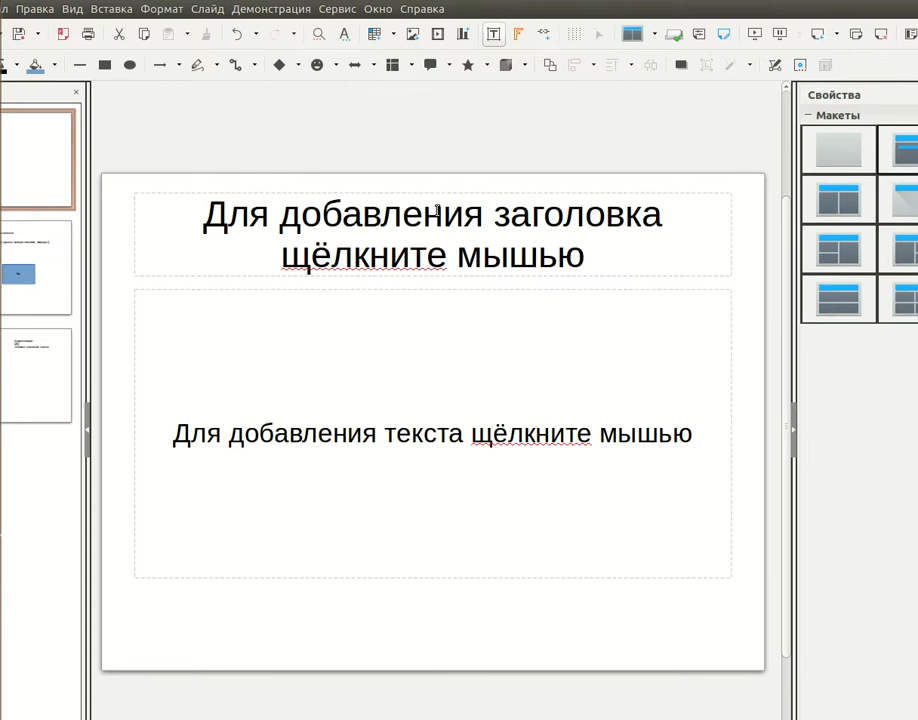 л Правка Вид Вставка Формат Слайд Демонстрация Сервис Окно Справка
Свойства
Макеты
Для добавления заголовка
щёлкните мышью
Для добавления текста щёлкните мышью